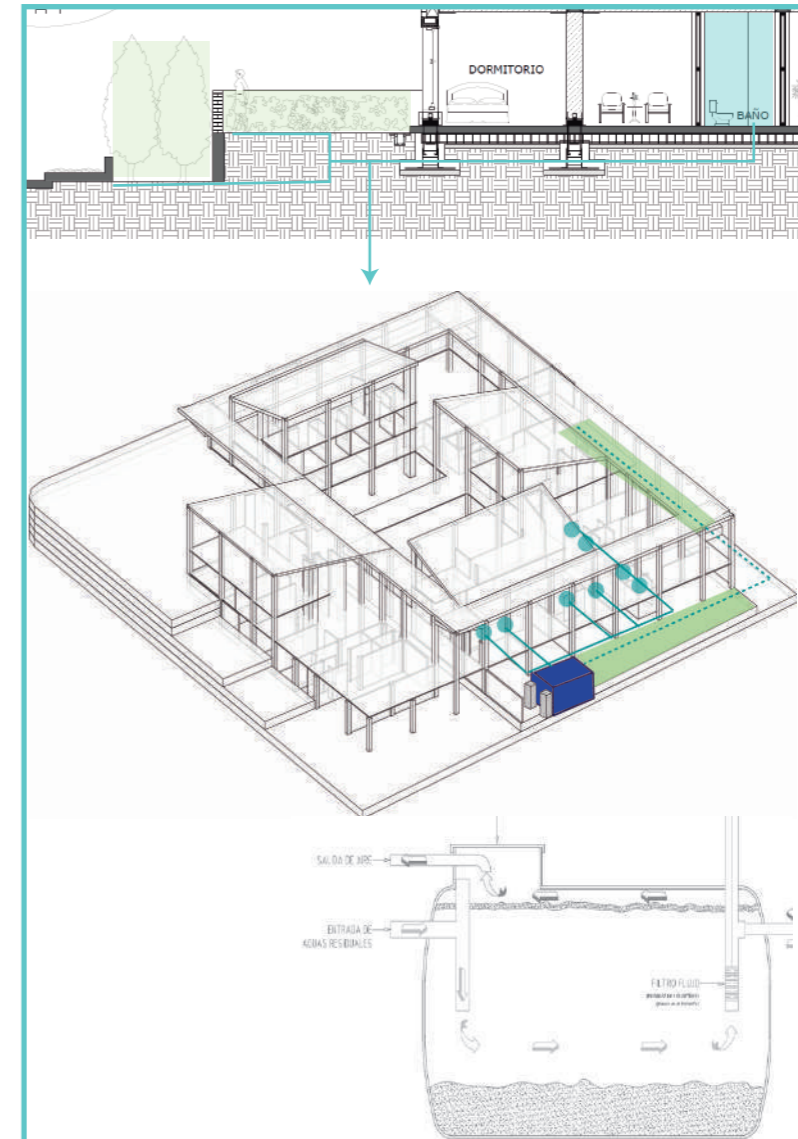 DORMITORIO
BAÑO
SALIDA DE AIRE
ENTRADA DE
AGUAS RESIDUALES
FILTRO FLUJO